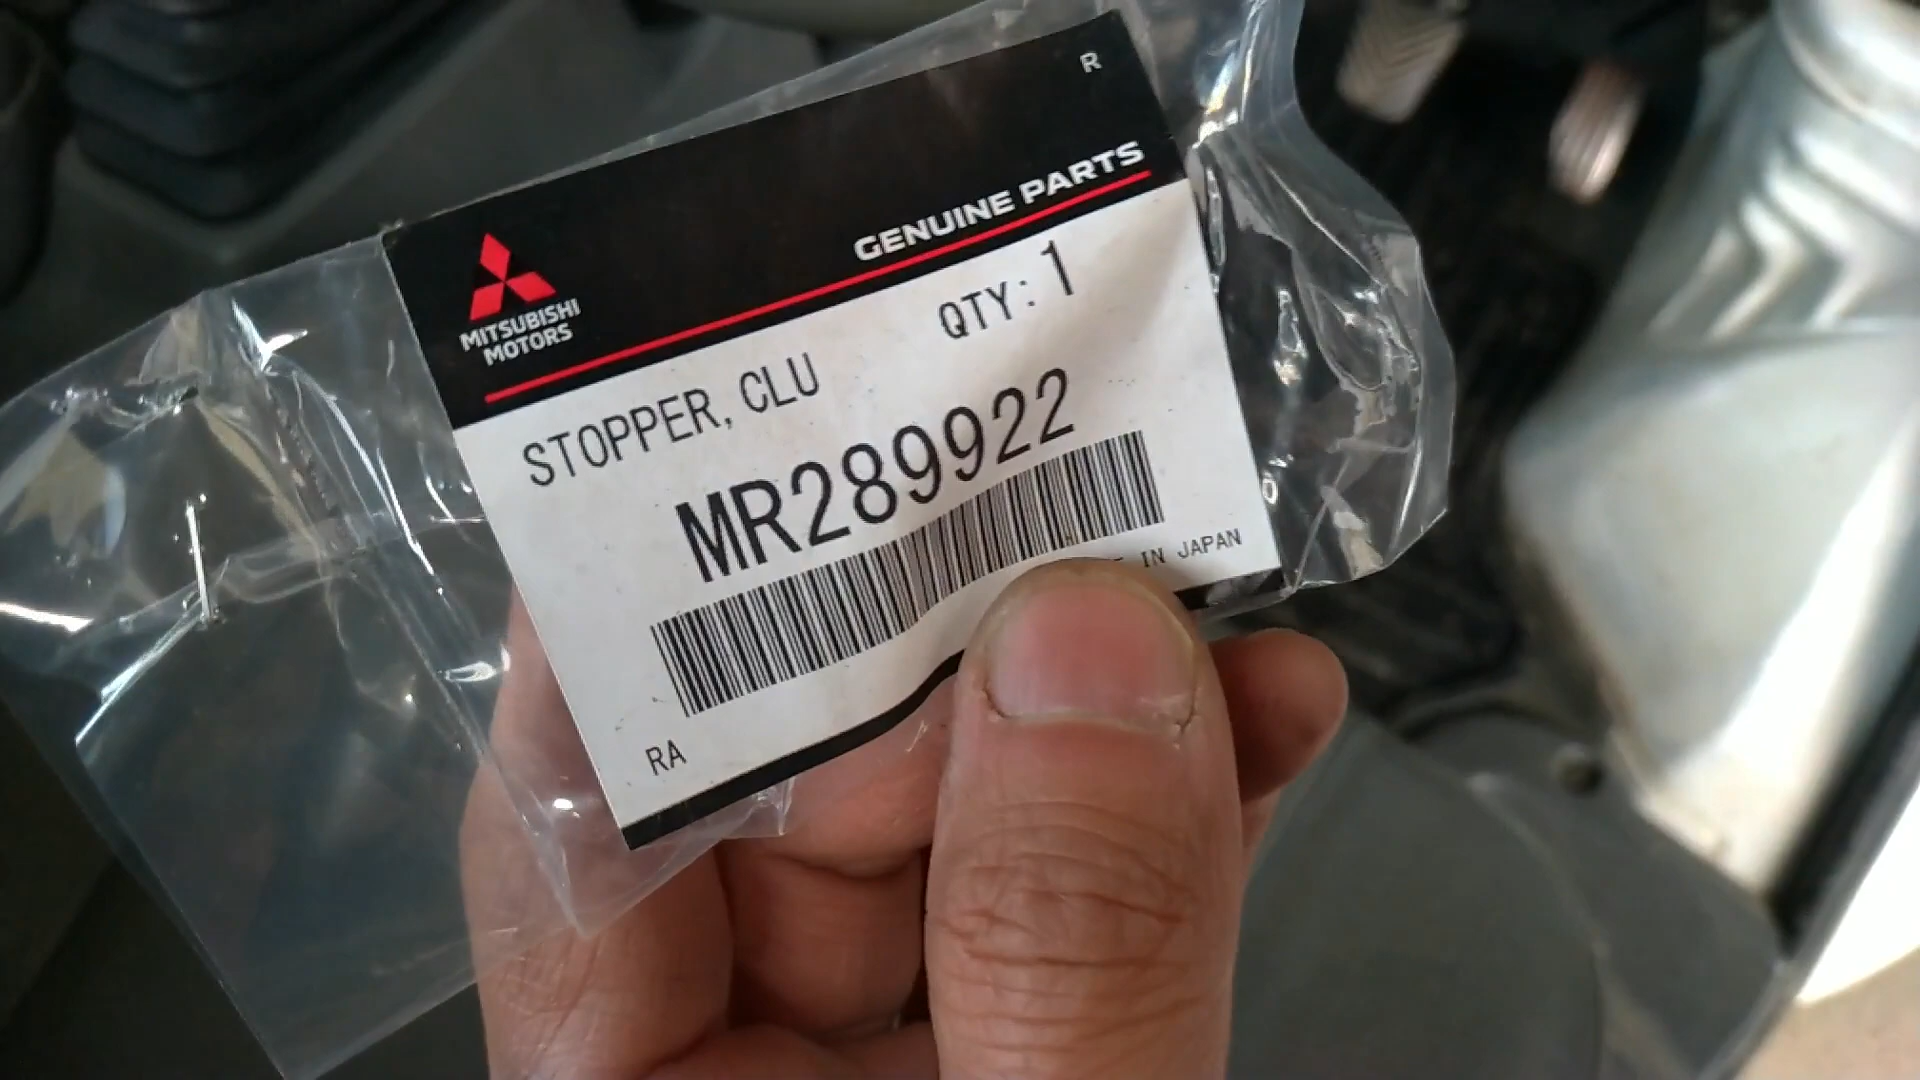 R
GENUINE PARTS
MITSUBISHI
MOTORS
QTY: 1
STOPPER, CLU
MR289922
IN JAPAN
RA